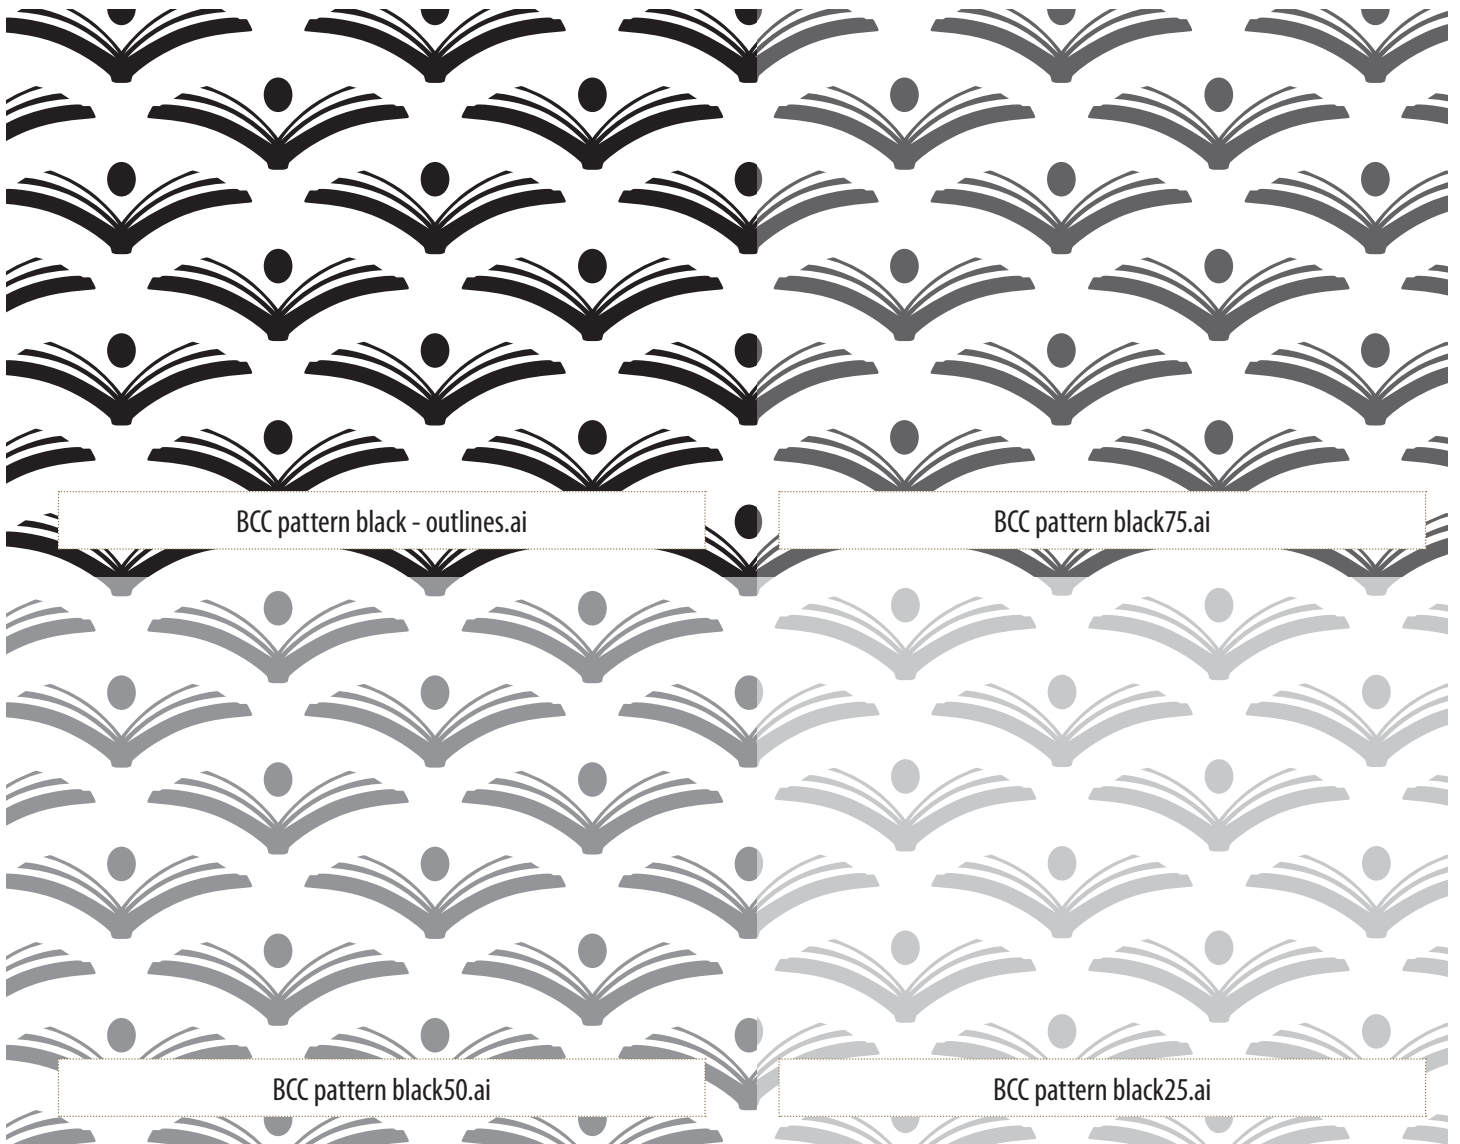 BCC pattern black - outlines.ai
BCC pattern black75.ai
BCC pattern black50.ai
BCC pattern black25.ai